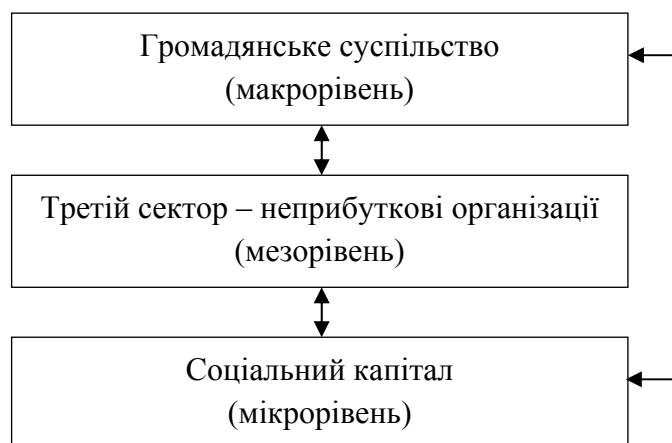 Громадянське суспільство
(макрорівень)
Третій сектор – неприбуткові організації
(мезорівень)
Соціальний капітал
(мікрорівень)